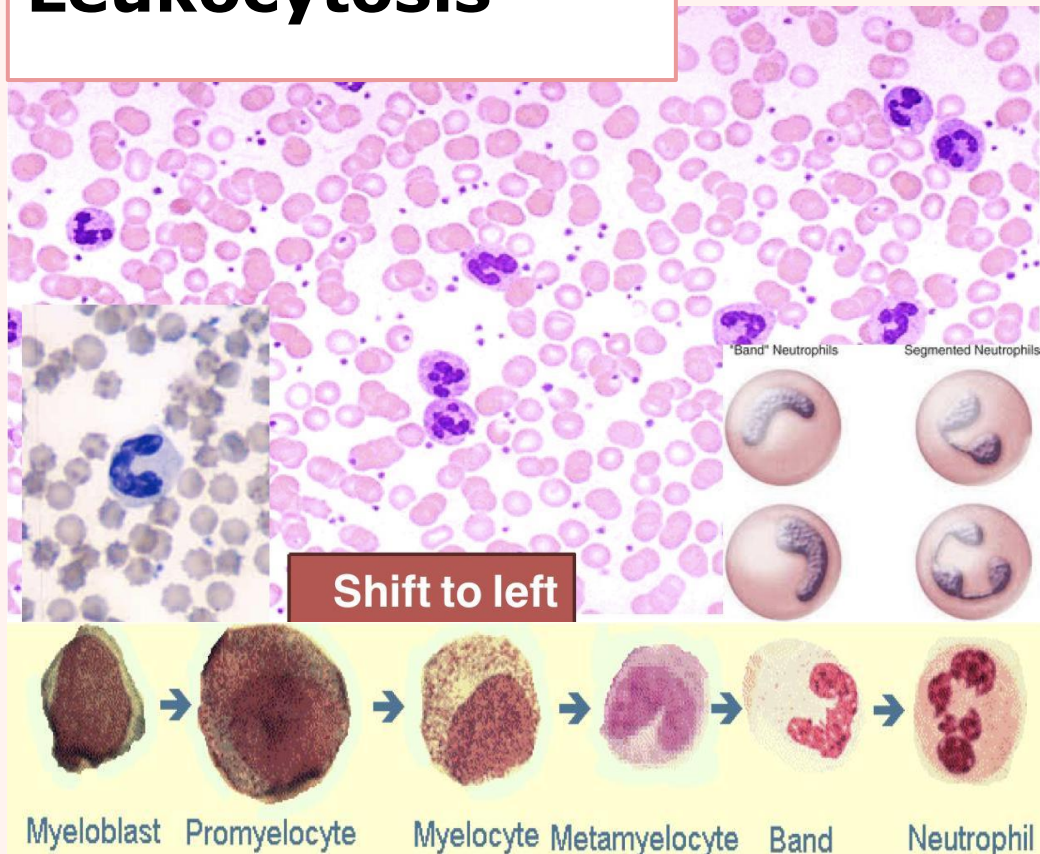 Leukocytosis
"Band" Neutrophils
Segmented Neutrophils
Shift to left
Myeloblast Promyelocyte Myelocyte Metamyelocyte Band Neutrophil